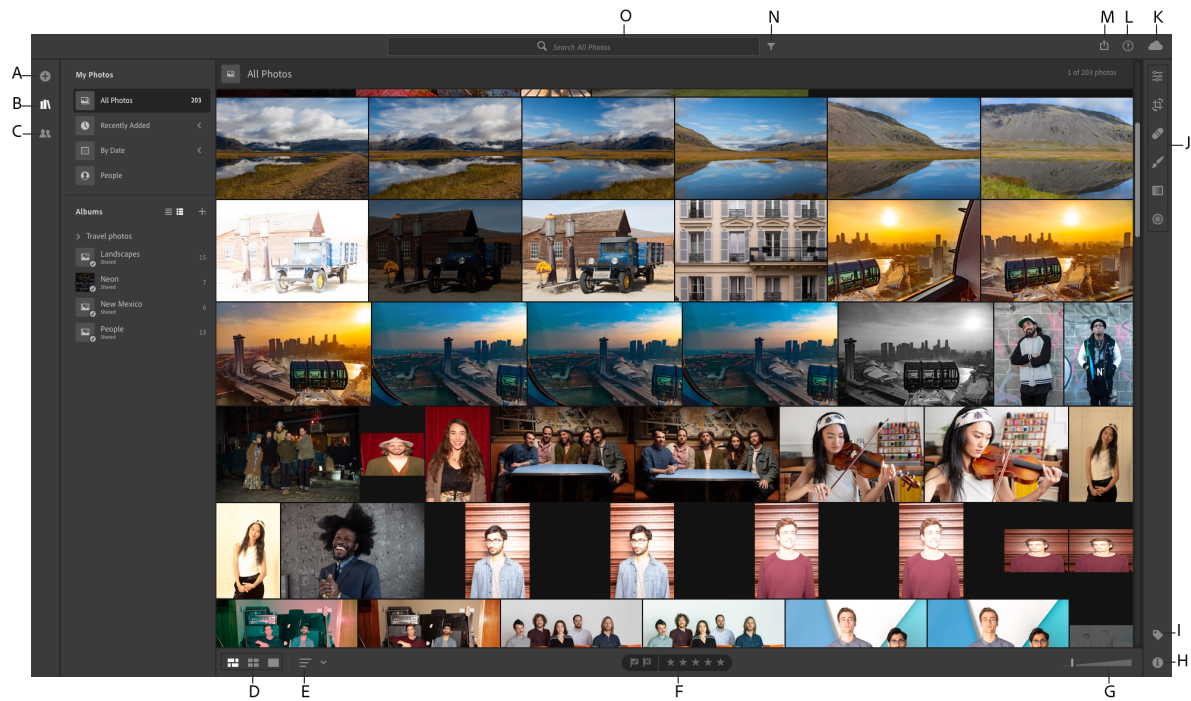 O
N
M
L
K
Search All Photos
A
B
C
My Photos
All Photos
203
Recently Added
By Date
People
Albums
Travel photos
Landscapes
15
Shared
Neon
7
Shared
New Mexico
6
Shared
People
13
Shared
All Photos
1 of 203 photos
J
I
H
D
E
F
G